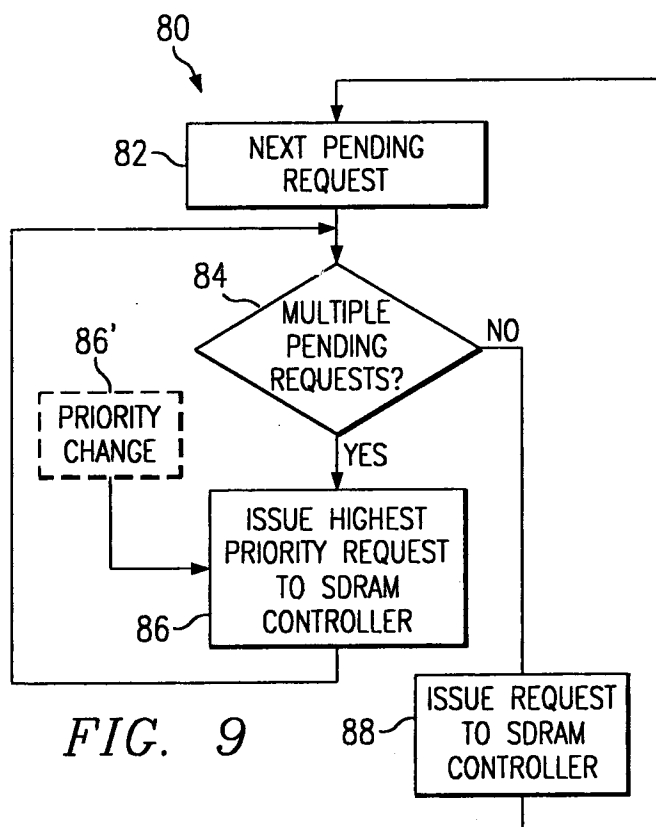 80
82
NEXT PENDING
REQUEST
84
MULTIPLE
PENDING
REQUESTS?
NO
86'
PRIORITY
CHANGE
YES
ISSUE HIGHEST
PRIORITY REQUEST
TO SDRAM
CONTROLLER
86
88
ISSUE REQUEST
TO SDRAM
CONTROLLER
FIG. 9